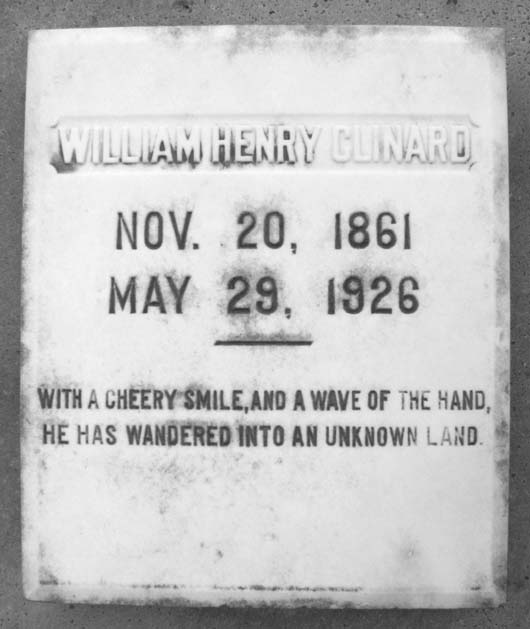 WILLIAM HENRY CLINARD
NOV. 20, 1861
MAY 29, 1926
WITH A CHEERY SMILE, AND A WAVE OF THE HAND,
HE HAS WANDERED INTO AN UNKNOWN LAND.